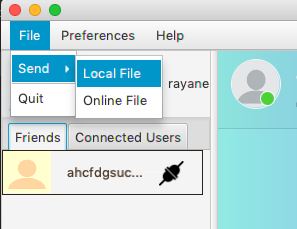 File Preferences Help
Send Local File
rayane
Quit Online File
Friends Connected Users
ahcfdgsuc...